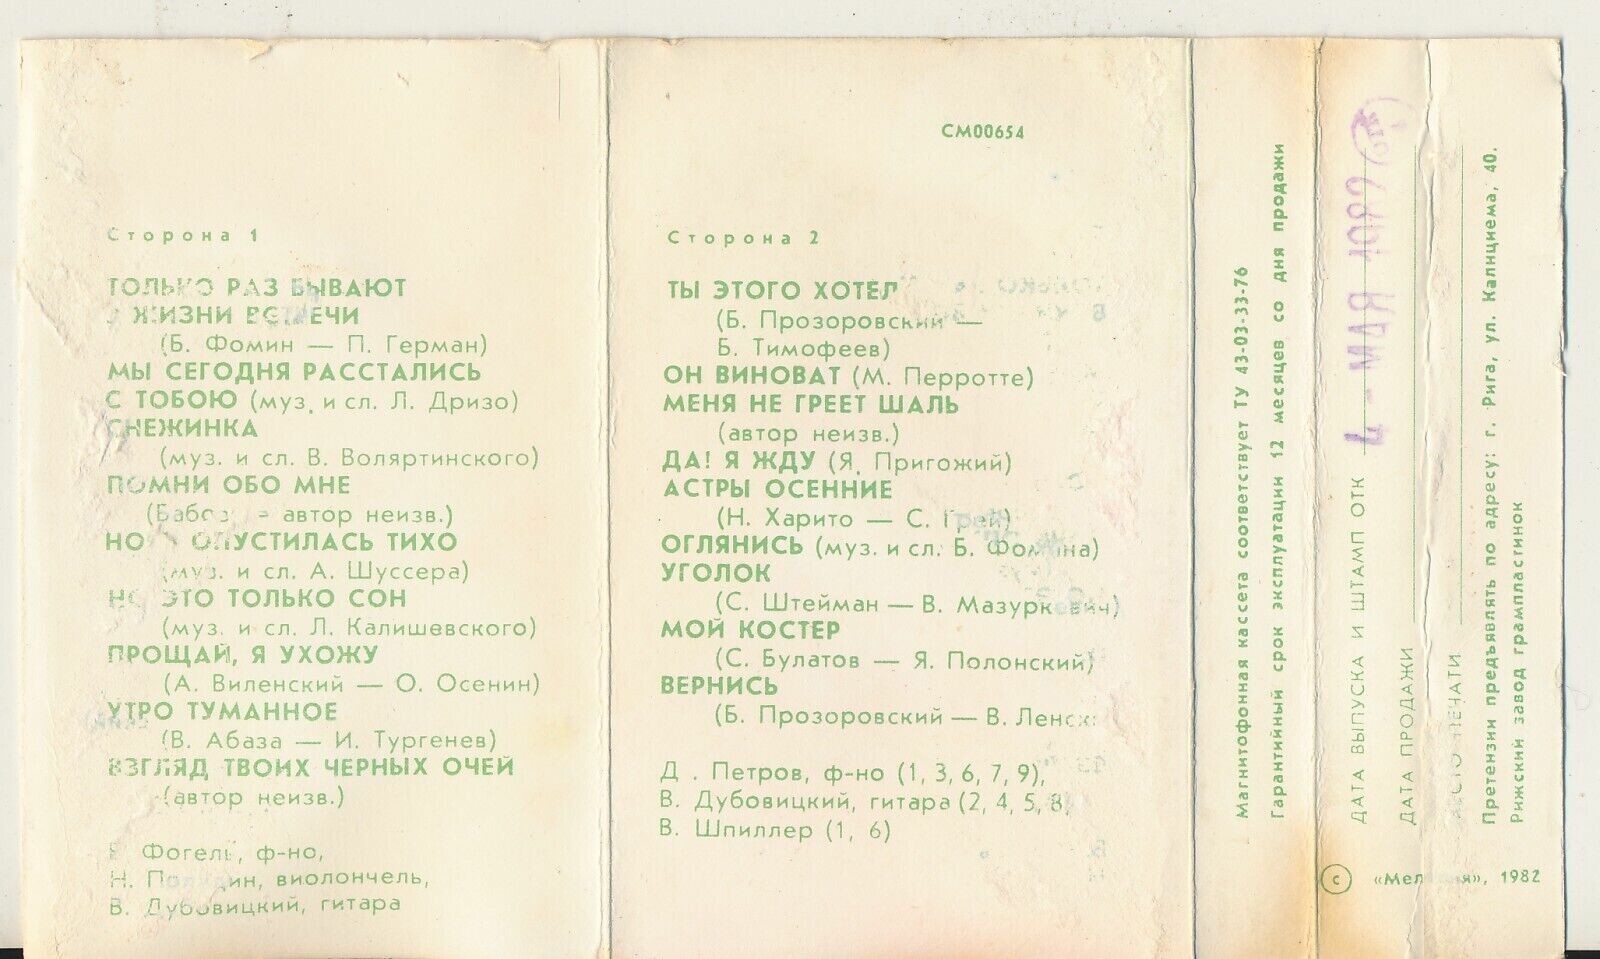 Сторона 1
ТОЛЬКО РАЗ БЫВАЮТ
ЖИЗНИ ВСТРЕЧИ
(Б. Фомин — П. Герман)
МЫ СЕГОДНЯ РАССТАЛИСЬ
С ТОБОЮ (муз. и сл. Л. Дризо)
СНЕЖИНКА
(муз. и сл. В. Воляртинского)
ПОМНИ ОБО МНЕ
автор неизв.)
НО ОПУСТИЛАСЬ ТИХО
(муз. и сл. А. Шуссера)
НО ЭТО ТОЛЬКО СОН
(муз. и сл. Л. Калишевского)
ПРОЩАЙ, Я УХОЖУ
(А. Виленский — О. Осенин)
УТРО ТУМАННОЕ
(В. Абаза — И. Тургенев)
ВЗГЛЯД ТВОИХ ЧЕРНЫХ ОЧЕЙ
(автор неизв.)
Фогель, ф-но,
Н. виолончель,
В. Дубовицкий, гитара
СМ00654
Сторона 2
ТЫ ЭТОГО ХОТЕЛ
(Б. Прозоровский —
Б. Тимофеев)
ОН ВИНОВАТ (М. Перротте)
МЕНЯ НЕ ГРЕЕТ ШАЛЬ
(автор неизв.)
ДА! Я ЖДУ (Я. Пригожий)
АСТРЫ ОСЕННИЕ
(Н. Харито — С. Грей)
ОГЛЯНИСЬ (муз. и сл. Б. Фомина)
УГОЛОК
(С. Штейман — В. Мазуркевич)
МОЙ КОСТЕР
(С. Булатов — Я. Полонский)
ВЕРНИСЬ
(Б. Прозоровский — В. Ленск
Д . Петров, ф-но (1, 3, 6, 7, 9),
В. Дубовицкий, гитара (2, 4, 5, 8)
В. Шпиллер (1, 6)
Магнитофонная кассета соответствует ТУ 43-03-33-76
Гарантийный срок эксплуатации 12 месяцев со дня продажи
ДАТА ВЫПУСКА И ШТАМП ОТК 4 - МАЯ 1989
ДАТА ПРОДАЖИ
МЕСТО ПЕЧАТИ
Претензии предъявлять по адресу: г. Рига, ул. Калнциема, 40.
Рижский завод грампластинок
© «Мелодия», 1982